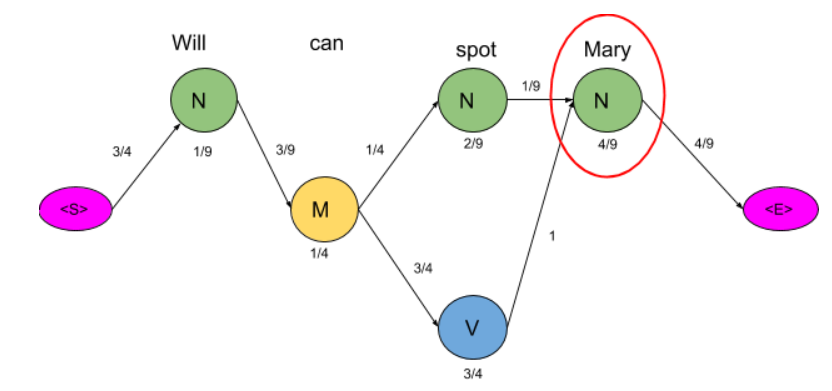 Will can spot Mary
N N 1/9 N
3/4 1/9 3/9 1/4 2/9 4/9 4/9
<S> M <E>
1/4 3/4 1
V
3/4